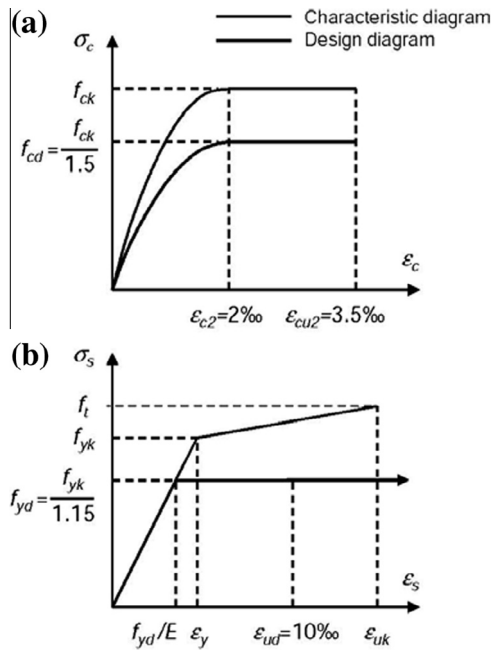 (a)
Characteristic diagram
Design diagram
σc
fck
fcd = fck / 1.5
εc
εc2=2‰
εcu2=3.5‰
(b)
σs
ft
fyk
fyd = fyk / 1.15
εs
fyd/E
εy
εud=10‰
εuk